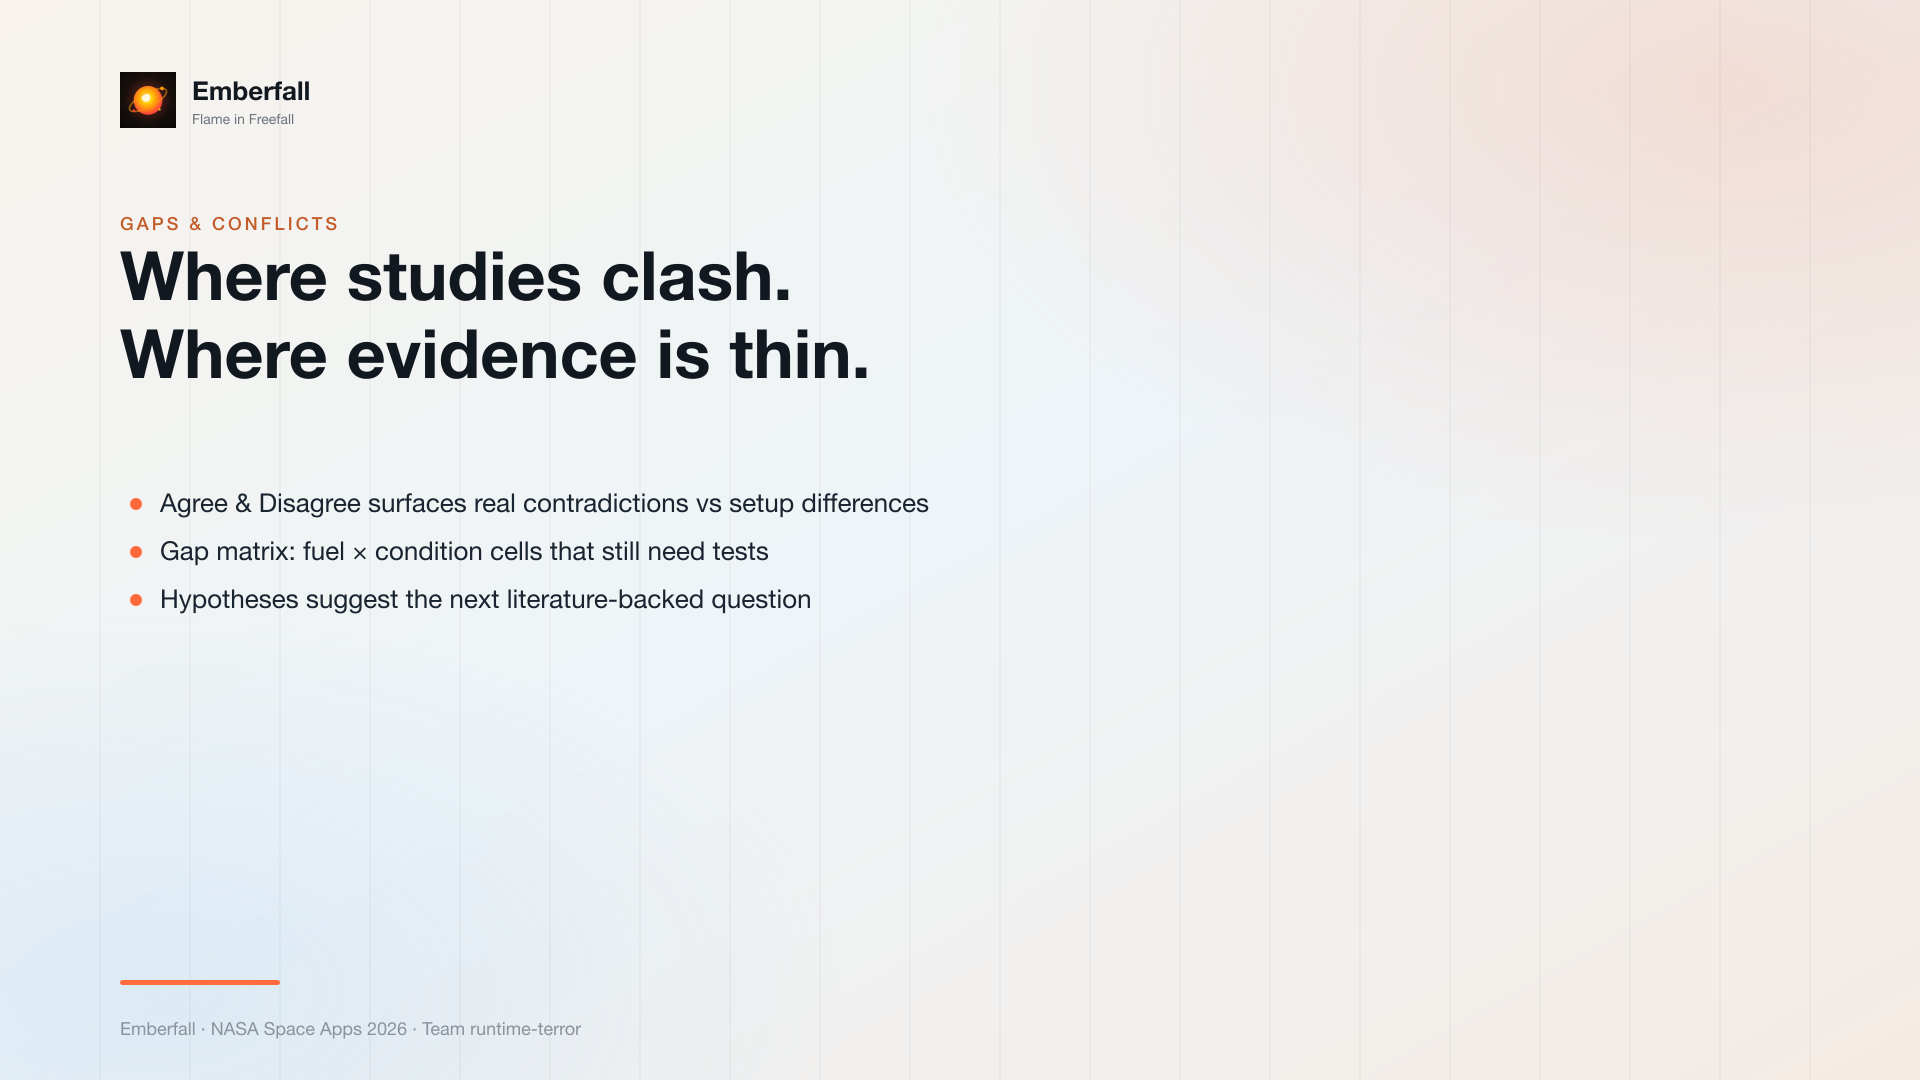 Emberfall
Flame in Freefall
GAPS & CONFLICTS
Where studies clash.
Where evidence is thin.
Agree & Disagree surfaces real contradictions vs setup differences
Gap matrix: fuel × condition cells that still need tests
Hypotheses suggest the next literature-backed question
Emberfall · NASA Space Apps 2026 · Team runtime-terror